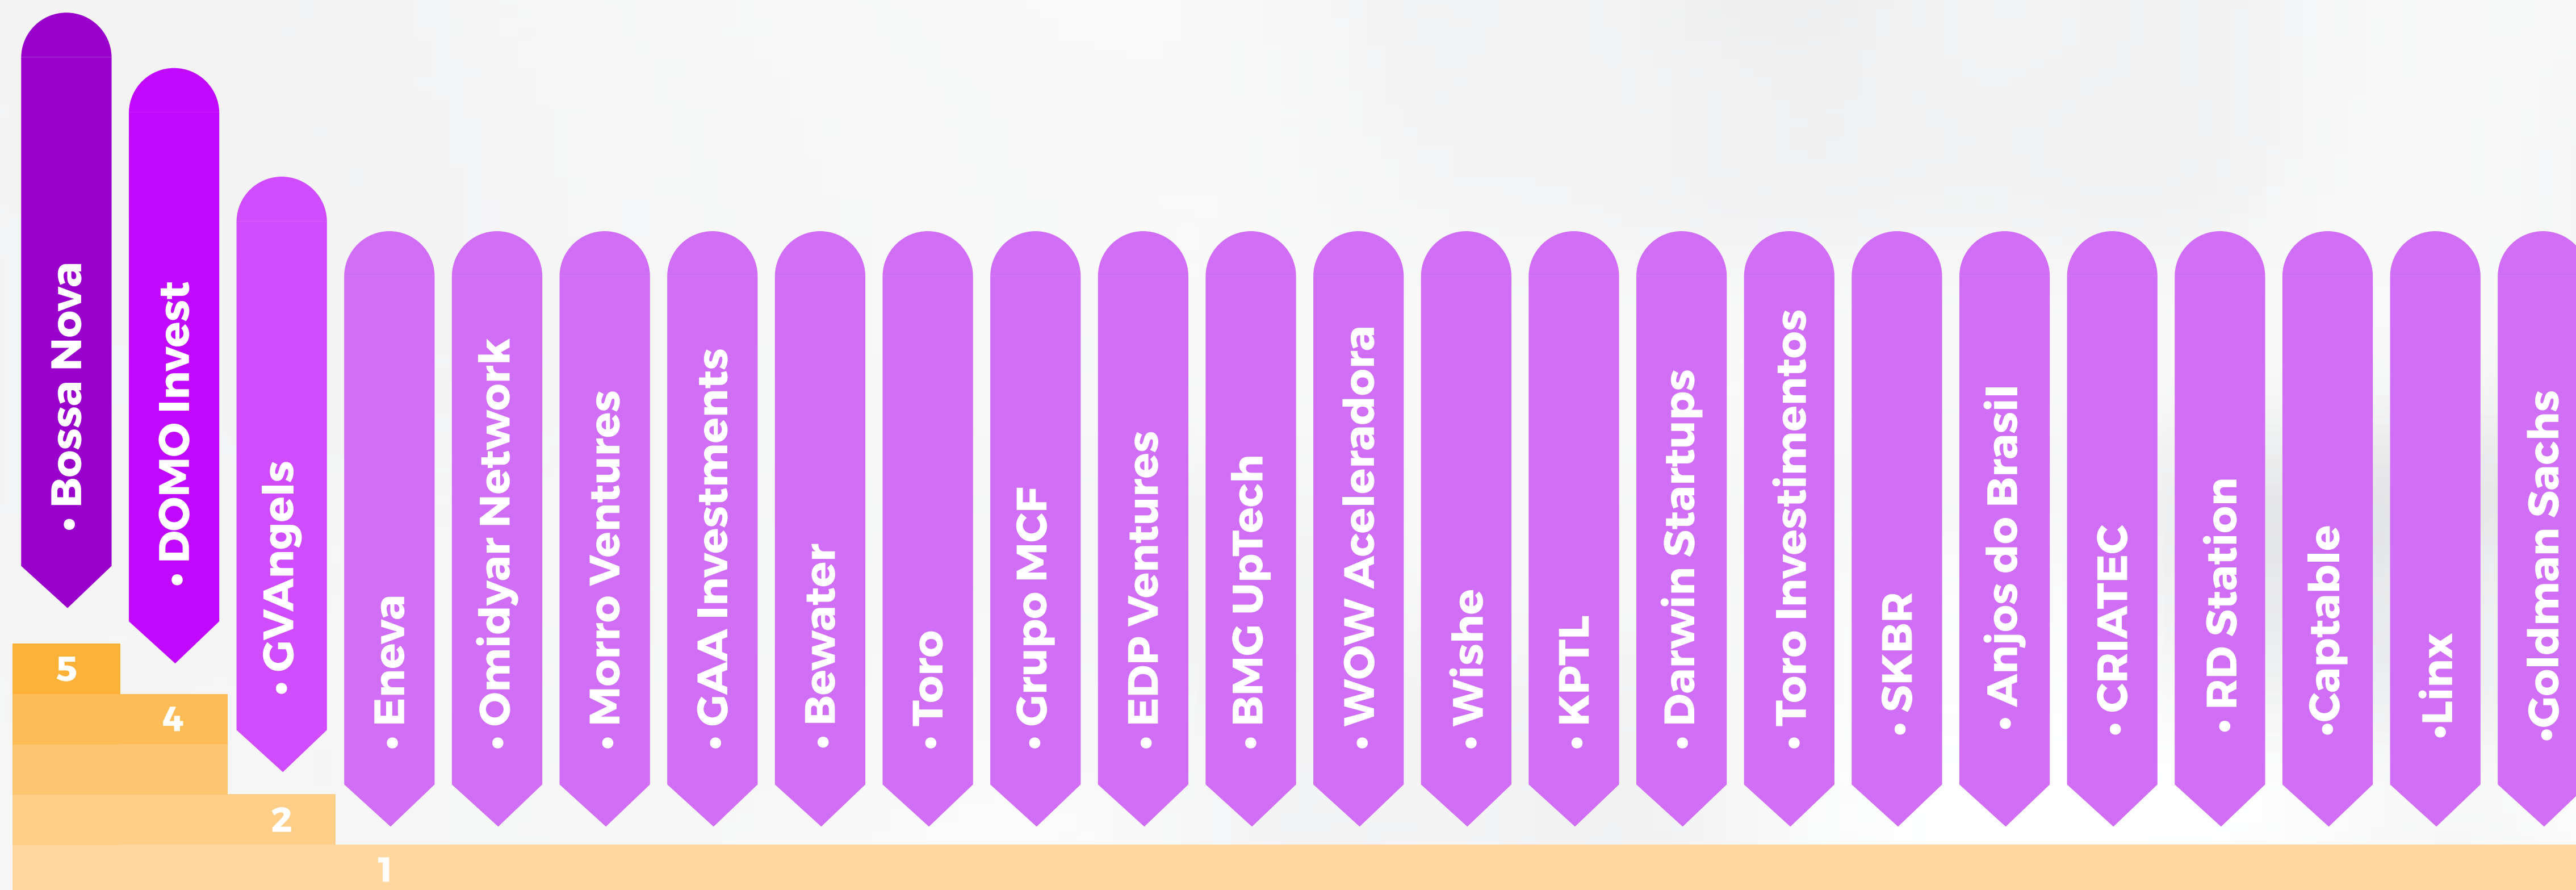 • Bossa Nova
• DOMO Invest
• GVAngels
• Eneva
• Omidyar Network
• Morro Ventures
• GAA Investments
• Bewater
• Toro
• Grupo MCF
• EDP Ventures
• BMG UpTech
• WOW Aceleradora
• Wishe
• KPTL
• Darwin Startups
• Toro Investimentos
• SKBR
• Anjos do Brasil
• CRIATEC
• RD Station
•Captable
•Linx
•Goldman Sachs
5
4
2
1